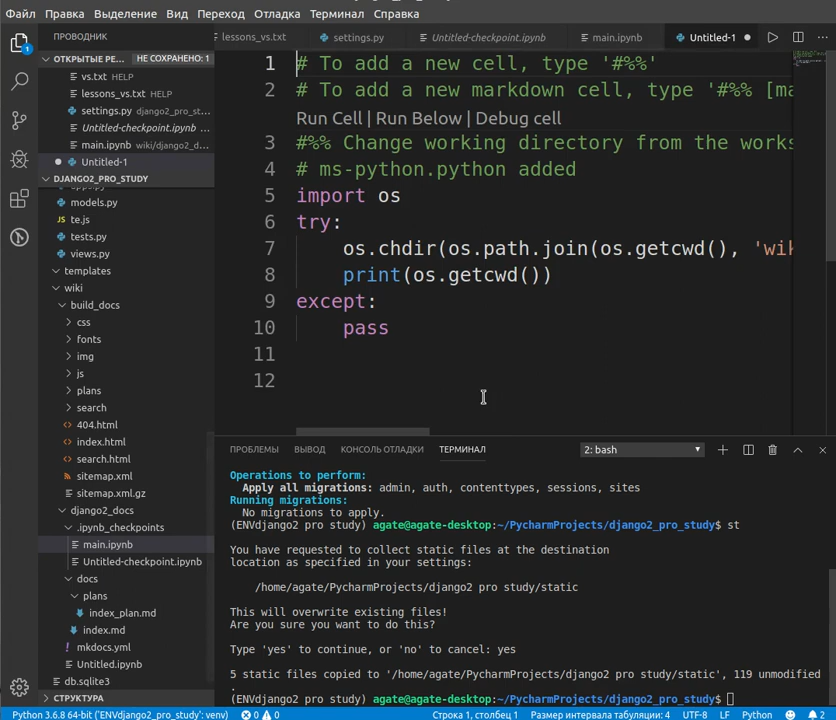 Файл Правка Выделение Вид Переход Отладка Терминал Справка
ПРОВОДНИК
lessons_vs.txt settings.py Untitled-checkpoint.ipynb main.ipynb Untitled-1
ОТКРЫТЫЕ РЕ... НЕ СОХРАНЕНО: 1
vs.txt HELP
lessons_vs.txt HELP
settings.py django2_pro_st...
Untitled-checkpoint.ipynb ...
main.ipynb wiki/django2_d...
Untitled-1
DJANGO2_PRO_STUDY
models.py
te.js
tests.py
views.py
templates
wiki
build_docs
css
fonts
img
js
plans
search
404.html
index.html
search.html
sitemap.xml
sitemap.xml.gz
django2_docs
.ipynb_checkpoints
main.ipynb
Untitled-checkpoint.ipynb
docs
plans
index_plan.md
index.md
mkdocs.yml
Untitled.ipynb
db.sqlite3
СТРУКТУРА
1 # To add a new cell, type '#%%'
2 # To add a new markdown cell, type '#%% [ma
Run Cell | Run Below | Debug cell
3 #%% Change working directory from the works
4 # ms-python.python added
5 import os
6 try:
7 os.chdir(os.path.join(os.getcwd(), 'wik
8 print(os.getcwd())
9 except:
10 pass
11
12
ПРОБЛЕМЫ ВЫВОД КОНСОЛЬ ОТЛАДКИ ТЕРМИНАЛ 2: bash
Operations to perform:
Apply all migrations: admin, auth, contenttypes, sessions, sites
Running migrations:
No migrations to apply.
(ENVdjango2 pro study) agate@agate-desktop:~/PycharmProjects/django2_pro_study$ st
You have requested to collect static files at the destination
location as specified in your settings:
/home/agate/PycharmProjects/django2 pro study/static
This will overwrite existing files!
Are you sure you want to do this?
Type 'yes' to continue, or 'no' to cancel: yes
5 static files copied to '/home/agate/PycharmProjects/django2 pro study/static', 119 unmodified
.
(ENVdjango2 pro study) agate@agate-desktop:~/PycharmProjects/django2_pro_study$
Python 3.6.8 64-bit ('ENVdjango2_pro_study': venv) 0 0 Строка 1, столбец 1 Размер интервала табуляции: 4 UTF-8 LF Python 2